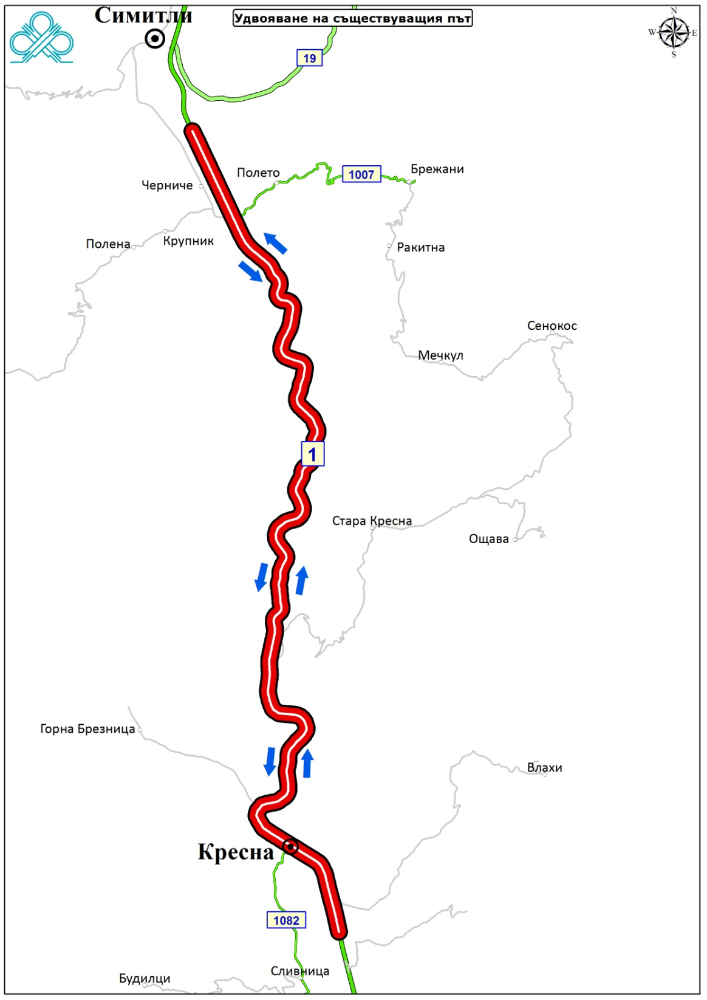 Симитли
Удвояване на съществуващия път
N
W
E
S
19
Полето
1007
Брежани
Черниче
Полена
Крупник
Ракитна
Сенокос
Мечкул
1
Стара Кресна
Ощава
Горна Брезница
Влахи
Кресна
1082
Сливница
Будилци